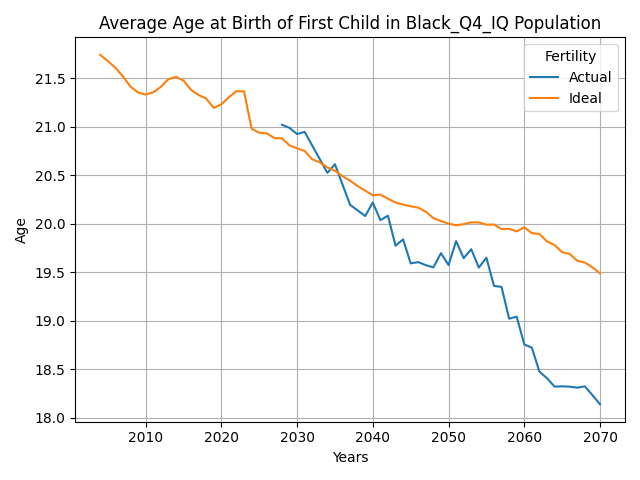 Average Age at Birth of First Child in Black_Q4_IQ Population
Fertility
Actual
Ideal
Age
21.5
21.0
20.5
20.0
19.5
19.0
18.5
18.0
2010 2020 2030 2040 2050 2060 2070
Years